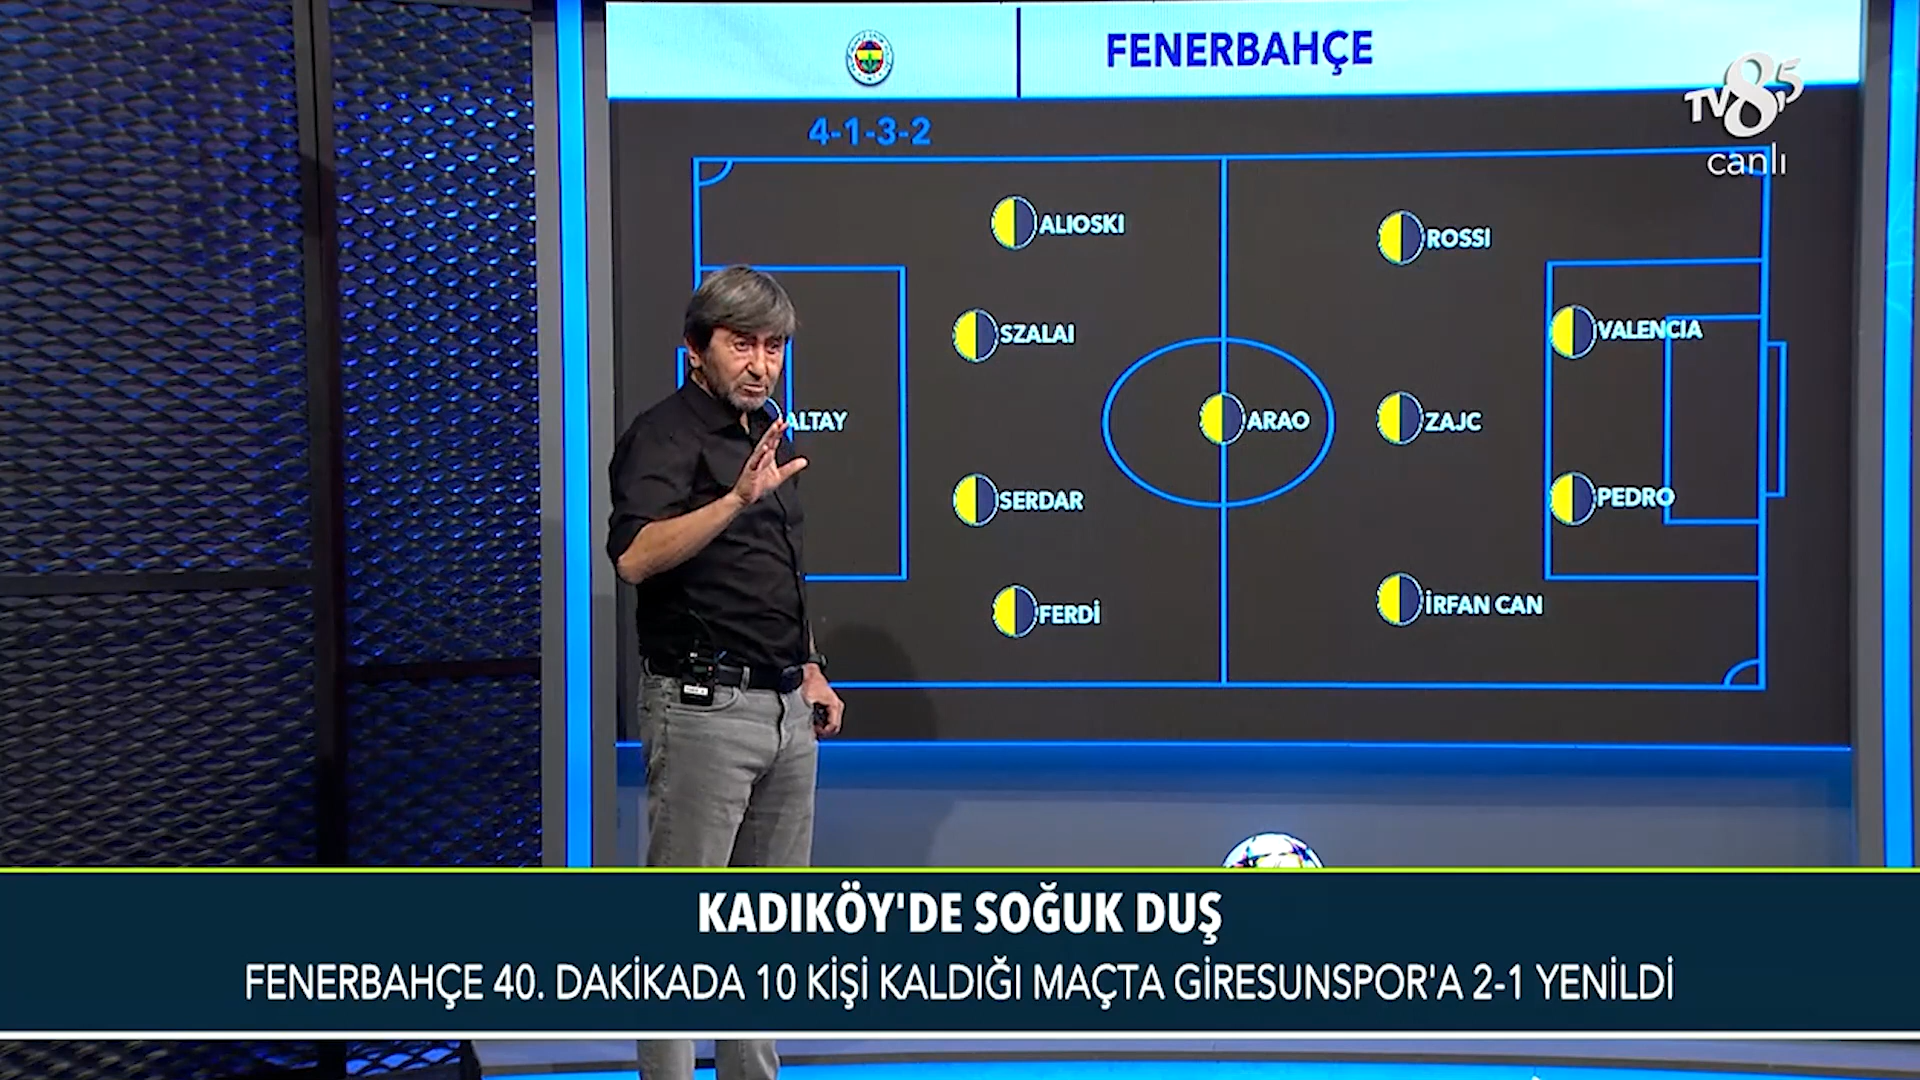 FENERBAHÇE
TV8,5
canlı
4-1-3-2
ALIOSKI
ROSSI
SZALAI
VALENCIA
ALTAY
ARAO
ZAJC
SERDAR
PEDRO
FERDİ
İRFAN CAN
KADIKÖY'DE SOĞUK DUŞ
FENERBAHÇE 40. DAKİKADA 10 KİŞİ KALDIĞI MAÇTA GİRESUNSPOR'A 2-1 YENİLDİ